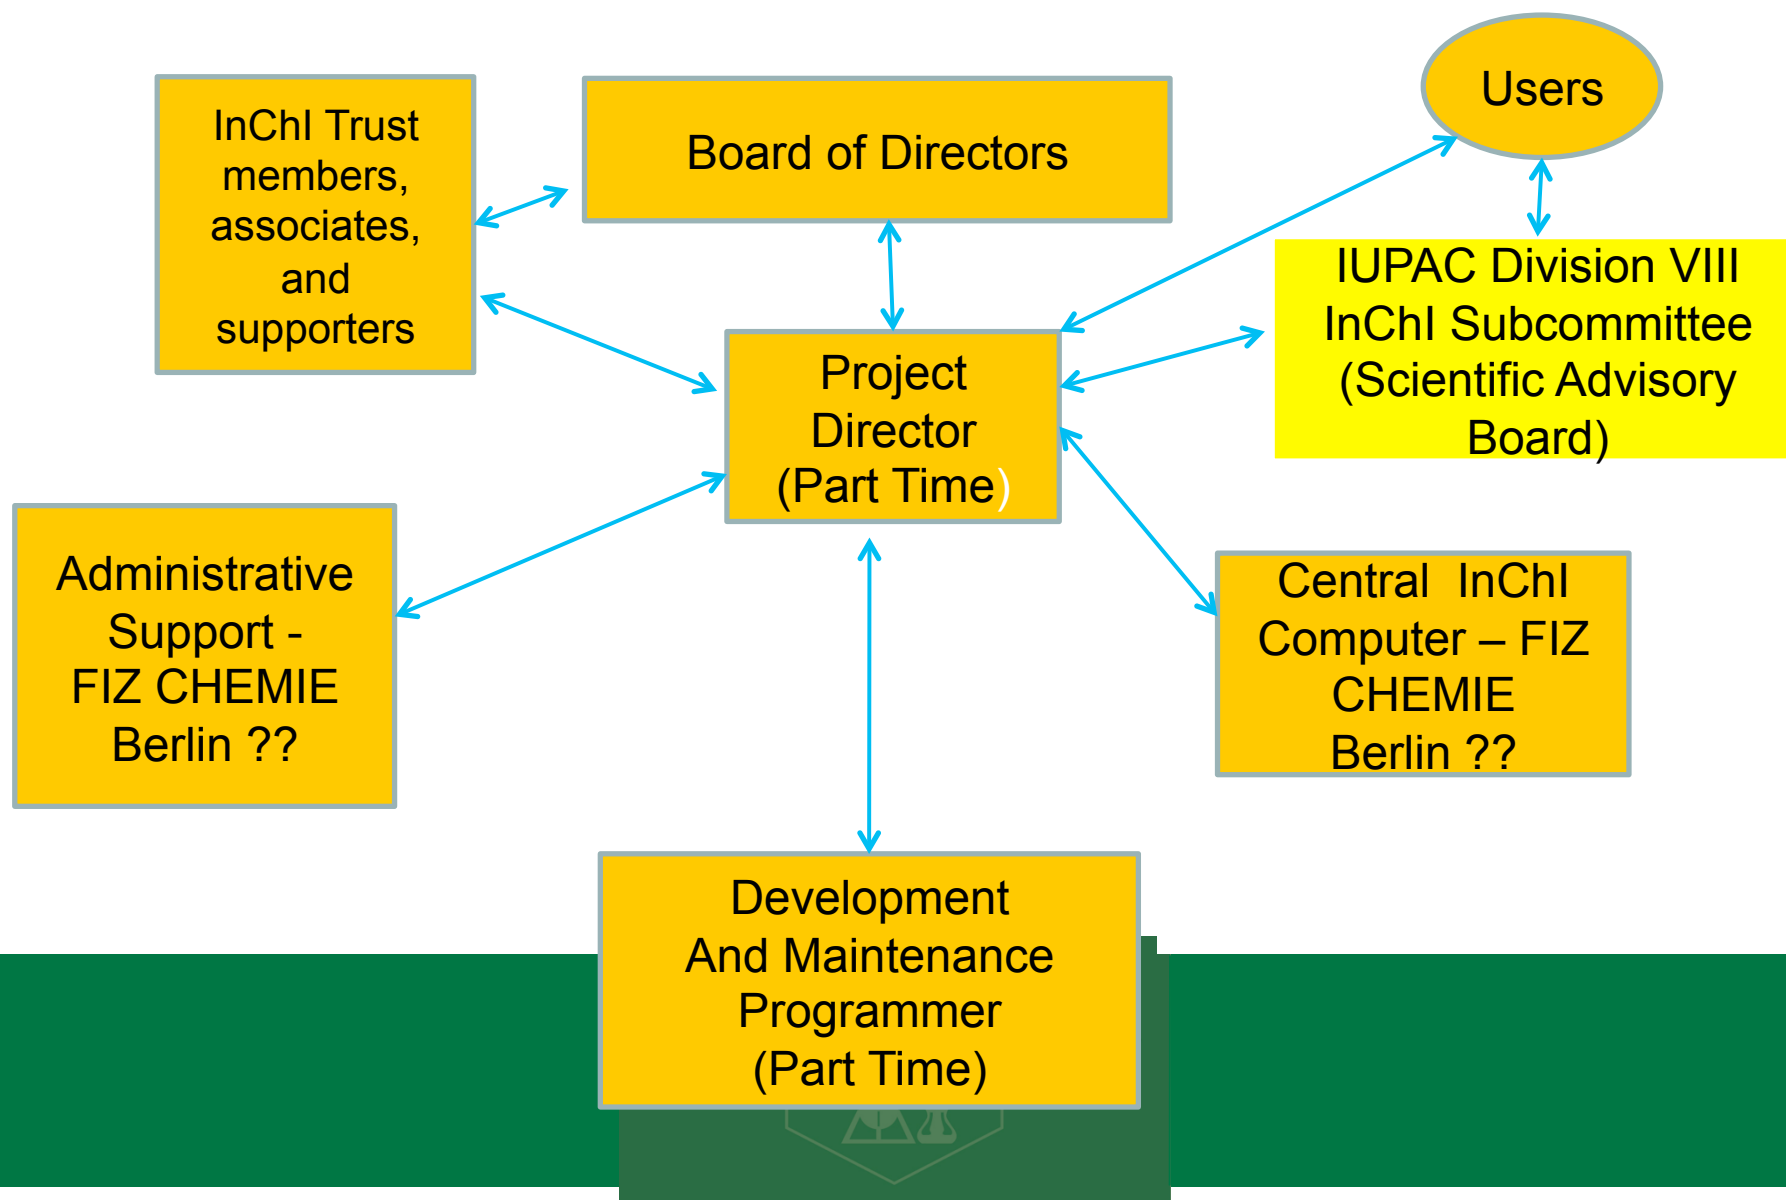 InChI Trust
members,
associates,
and
supporters
Board of Directors
Users
IUPAC Division VIII
InChI Subcommittee
(Scientific Advisory
Board)
Project
Director
(Part Time)
Administrative
Support -
FIZ CHEMIE
Berlin ??
Central InChI
Computer – FIZ
CHEMIE
Berlin ??
Development
And Maintenance
Programmer
(Part Time)